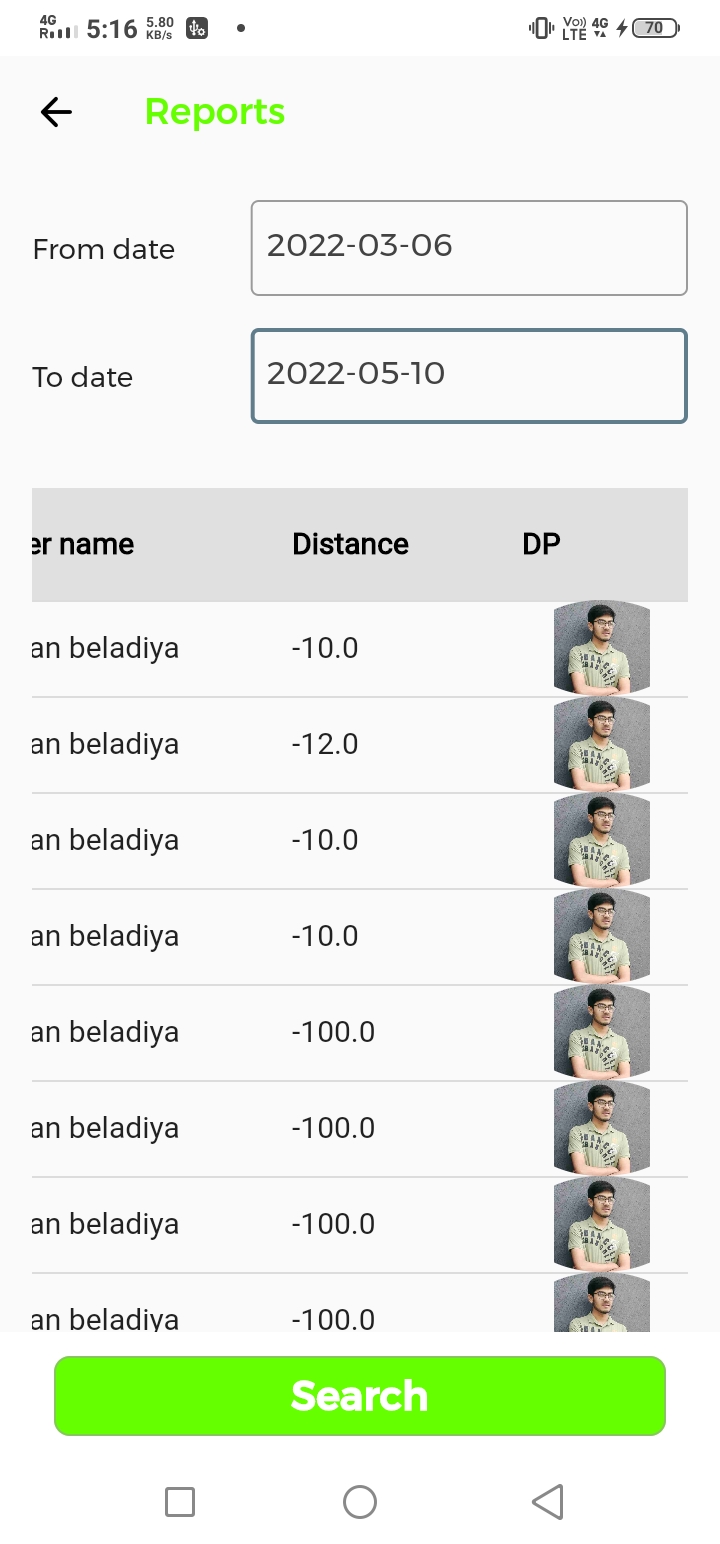 4G
R 5:16 5.80 KB/s Vo)) LTE 4G 70
Reports
From date 2022-03-06
To date 2022-05-10
er name Distance DP
an beladiya -10.0
an beladiya -12.0
an beladiya -10.0
an beladiya -10.0
an beladiya -100.0
an beladiya -100.0
an beladiya -100.0
an beladiya -100.0
Search